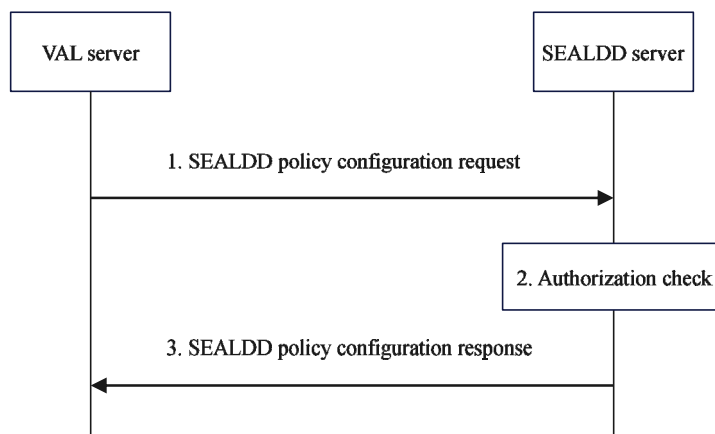 VAL server
SEALDD server
1. SEALDD policy configuration request
2. Authorization check
3. SEALDD policy configuration response